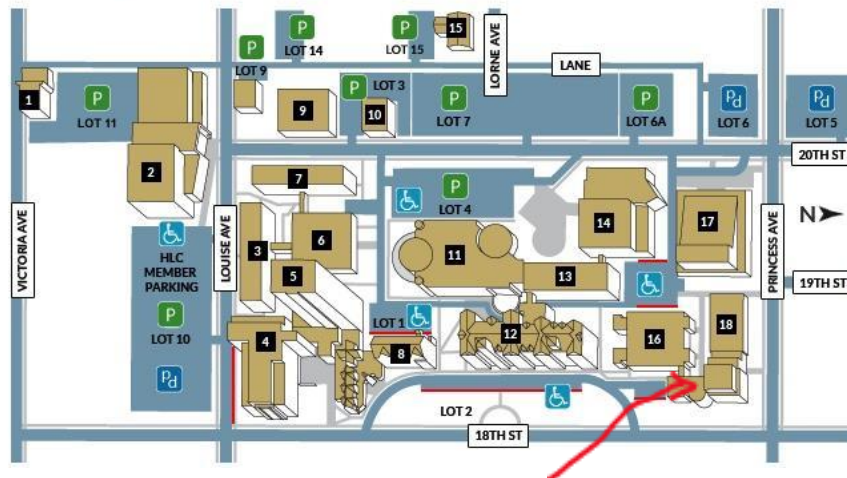 15
P
LOT 14
P
LOT 15
LORNE AVE
P
LOT 9
LANE
1
P
LOT 11
9
P
LOT 3
10
P
LOT 7
P
LOT 6A
Pd
LOT 6
Pd
LOT 5
20TH ST
2
7
P
LOT 4
VICTORIA AVE
LOUISE AVE
3
6
11
14
17
PRINCESS AVE
N
HLC
MEMBER
PARKING
5
13
19TH ST
P
LOT 10
4
LOT 1
8
12
16
18
Pd
LOT 2
18TH ST